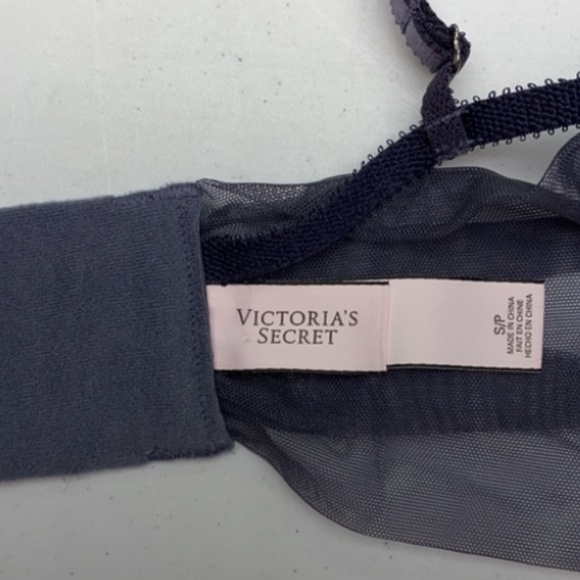 VICTORIA'S
SECRET
S/P
MADE IN CHINA
FAIT EN CHINE
HECHO EN CHINA